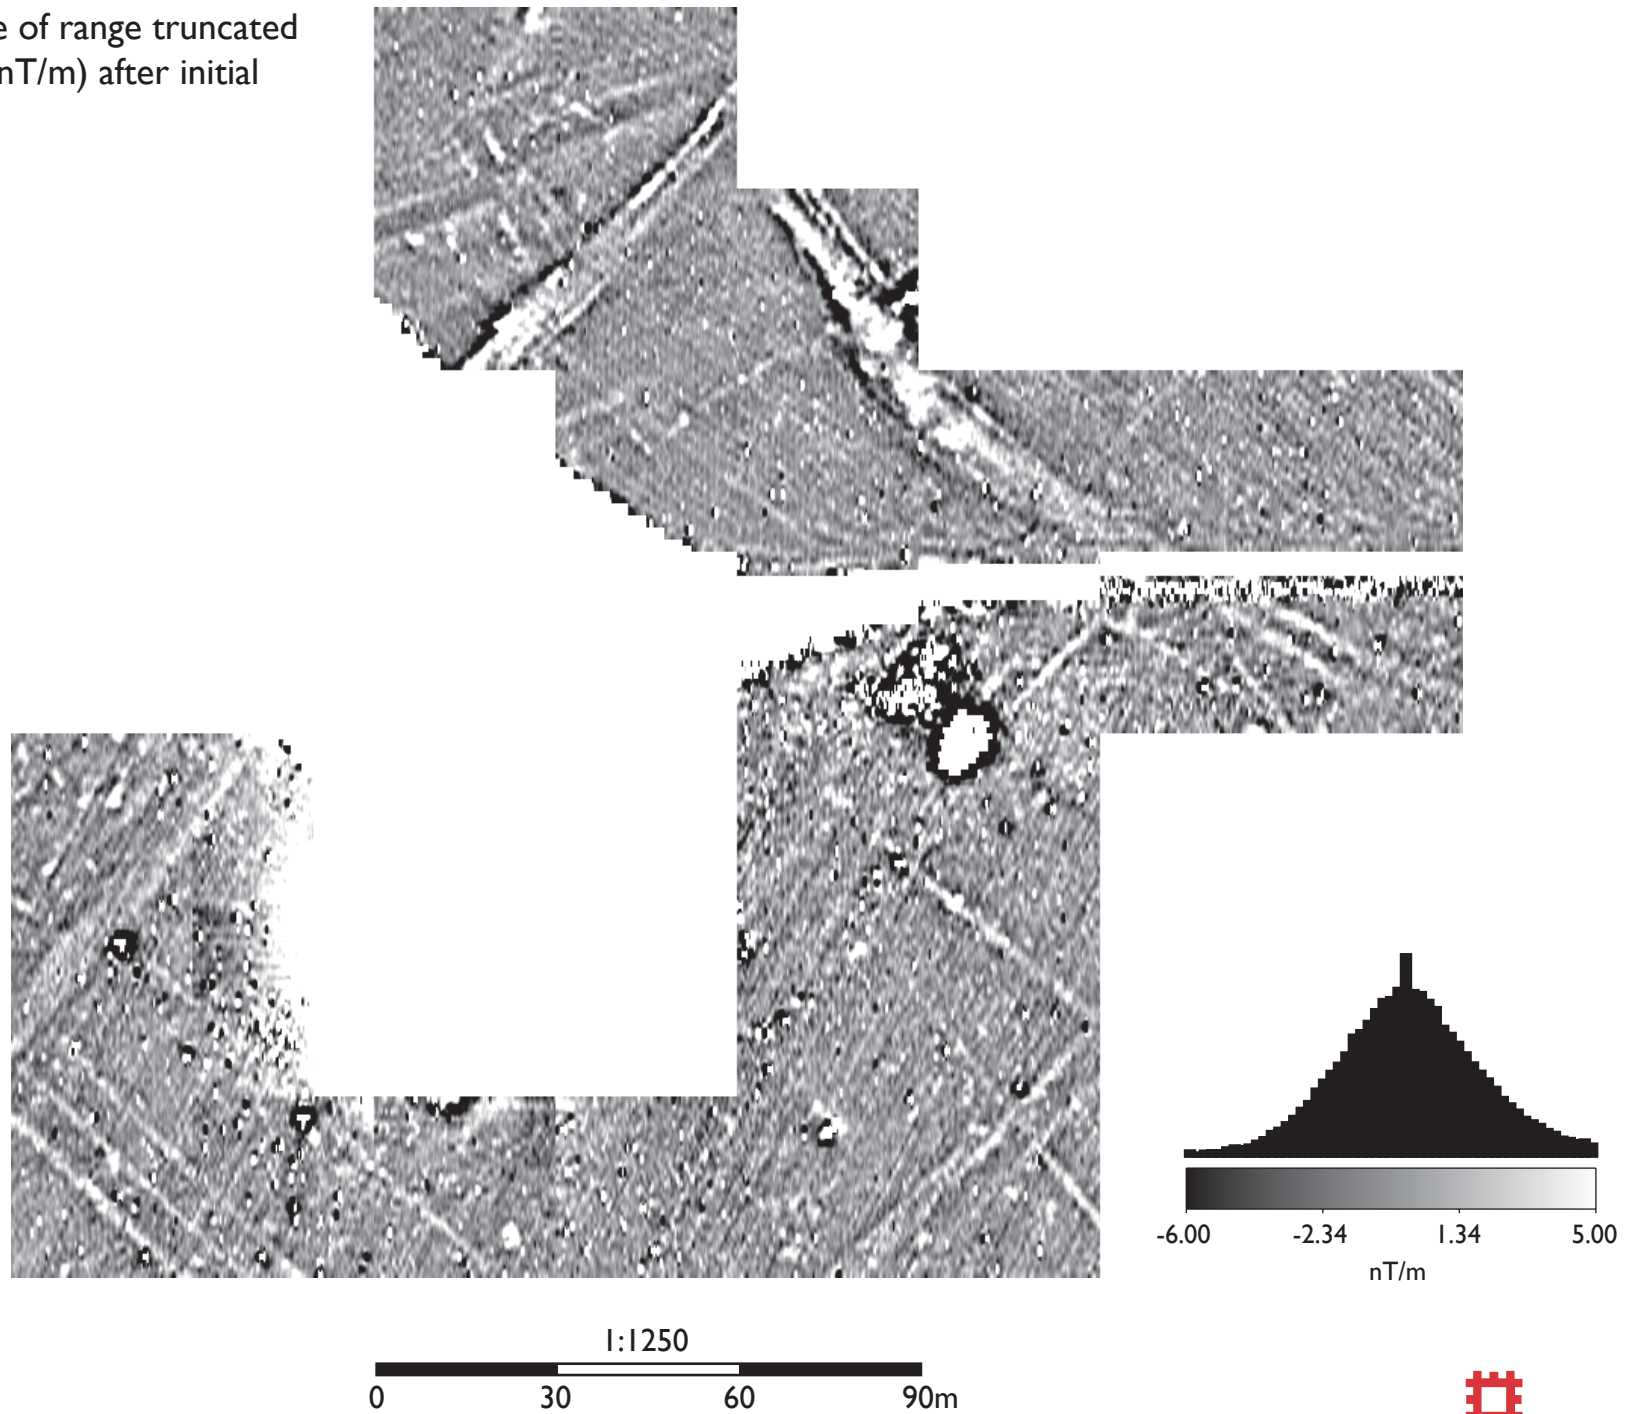 e of range truncated
nT/m) after initial
-6.00 -2.34 1.34 5.00
nT/m
1:1250
0 30 60 90m